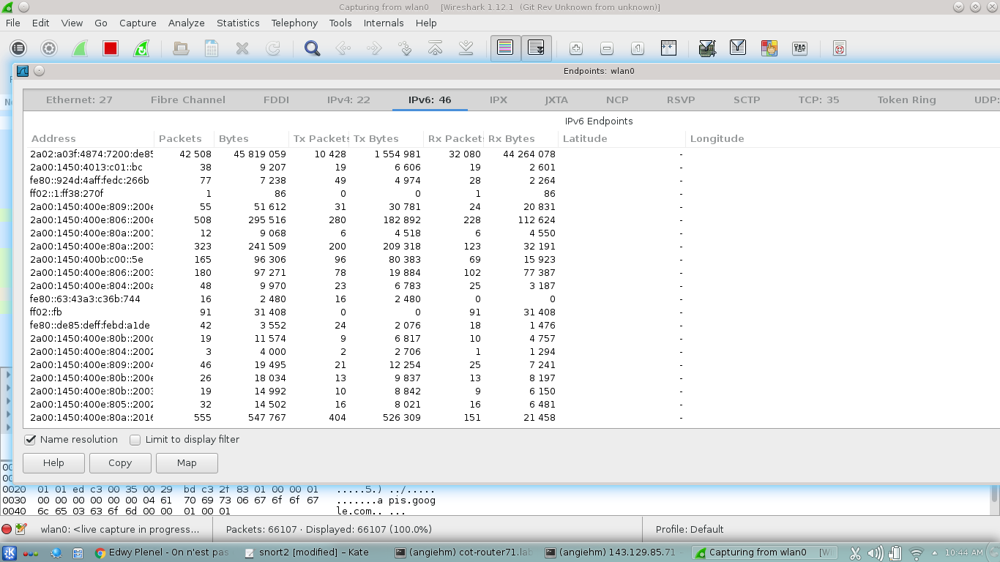 Capturing from wlan0 [Wireshark 1.12.1 (Git Rev Unknown from unknown)]
File Edit View Go Capture Analyze Statistics Telephony Tools Internals Help
Endpoints: wlan0
Ethernet: 27 Fibre Channel FDDI IPv4: 22 IPv6: 46 IPX JXTA NCP RSVP SCTP TCP: 35 Token Ring UDP:
IPv6 Endpoints
Address Packets Bytes Tx Packets Tx Bytes Rx Packet Rx Bytes Latitude Longitude
2a02:a03f:4874:7200:de85 42 508 45 819 059 10 428 1 554 981 32 080 44 264 078 -
2a00:1450:4013:c01::bc 38 9 207 19 6 606 19 2 601 -
fe80::924d:4aff:fedc:266b 77 7 238 49 4 974 28 2 264 -
ff02::1:ff38:270f 1 86 0 0 1 86 -
2a00:1450:400e:809::200e 55 51 612 31 30 781 24 20 831 -
2a00:1450:400e:806::200e 508 295 516 280 182 892 228 112 624 -
2a00:1450:400e:80a::2001 12 9 068 6 4 518 6 4 550 -
2a00:1450:400e:80a::2003 323 241 509 200 209 318 123 32 191 -
2a00:1450:400b:c00::5e 165 96 306 96 80 383 69 15 923 -
2a00:1450:400e:806::2003 180 97 271 78 19 884 102 77 387 -
2a00:1450:400e:804::200a 48 9 970 23 6 783 25 3 187 -
fe80::63:43a3:c36b:744 16 2 480 16 2 480 0 0 -
ff02::fb 91 31 408 0 0 91 31 408 -
fe80::de85:deff:febd:a1de 42 3 552 24 2 076 18 1 476 -
2a00:1450:400e:80b::200 19 11 574 9 6 817 10 4 757 -
2a00:1450:400e:804::2002 3 4 000 2 2 706 1 1 294 -
2a00:1450:400e:809::2004 46 19 495 21 12 254 25 7 241 -
2a00:1450:400e:80b::200e 26 18 034 13 9 837 13 8 197 -
2a00:1450:400e:80b::2003 19 14 992 10 8 842 9 6 150 -
2a00:1450:400e:805::2002 32 14 502 16 8 021 16 6 481 -
2a00:1450:400e:80a::2016 555 547 767 404 526 309 151 21 458 -
Name resolution Limit to display filter
Help Copy Map
0020 01 01 ed c3 00 35 00 29 bd c3 2f 83 01 00 00 01 .....5.) ../.....
0030 00 00 00 00 00 00 04 61 70 69 73 06 67 6f 6f 67 .......a pis.goog
0040 6c 65 03 63 6f 6d 00 00 01 00 01 le.com.. ...
wlan0: <live capture in progress... Packets: 66107 · Displayed: 66107 (100.0%) Profile: Default
Edwy Plenel - On n'est pas snort2 [modified] – Kate (angiehm) cot-router71.lab (angiehm) 143.129.85.71 Capturing from wlan0 [W 10:44 AM